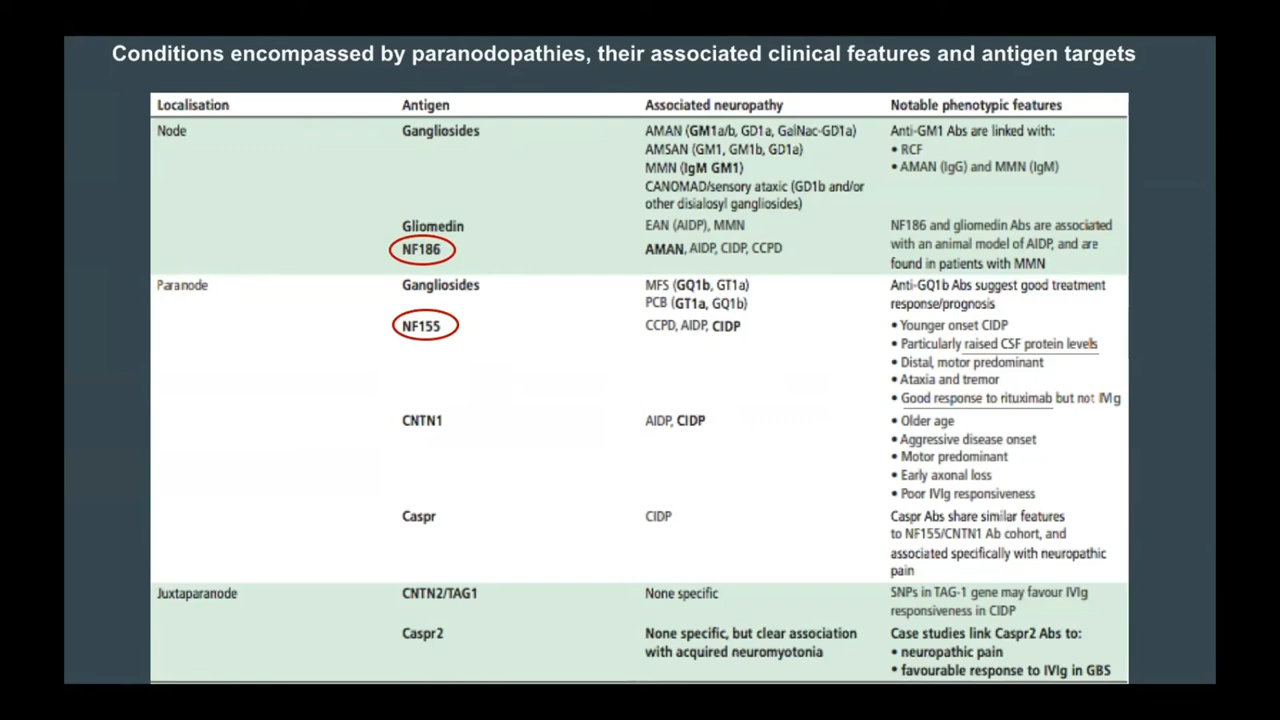 Conditions encompassed by paranodopathies, their associated clinical features and antigen targets
Localisation Antigen Associated neuropathy Notable phenotypic features
Node Gangliosides AMAN (GM1a/b, GD1a, GalNac-GD1a) Anti-GM1 Abs are linked with:
AMSAN (GM1, GM1b, GD1a) • RCF
MMN (IgM GM1) • AMAN (IgG) and MMN (IgM)
CANOMAD/sensory ataxic (GD1b and/or
other disialosyl gangliosides)
Gliomedin EAN (AIDP), MMN NF186 and gliomedin Abs are associated
NF186 AMAN, AIDP, CIDP, CCPD with an animal model of AIDP, and are
found in patients with MMN
Paranode Gangliosides MFS (GQ1b, GT1a) Anti-GQ1b Abs suggest good treatment
PCB (GT1a, GQ1b) response/prognosis
NF155 CCPD, AIDP, CIDP • Younger onset CIDP
• Particularly raised CSF protein levels
• Distal, motor predominant
• Ataxia and tremor
• Good response to rituximab but not IVIg
CNTN1 AIDP, CIDP • Older age
• Aggressive disease onset
• Motor predominant
• Early axonal loss
• Poor IVIg responsiveness
Caspr CIDP Caspr Abs share similar features
to NF155/CNTN1 Ab cohort, and
associated specifically with neuropathic
pain
Juxtaparanode CNTN2/TAG1 None specific SNPs in TAG-1 gene may favour IVIg
responsiveness in CIDP
Caspr2 None specific, but clear association Case studies link Caspr2 Abs to:
with acquired neuromyotonia • neuropathic pain
• favourable response to IVIg in GBS